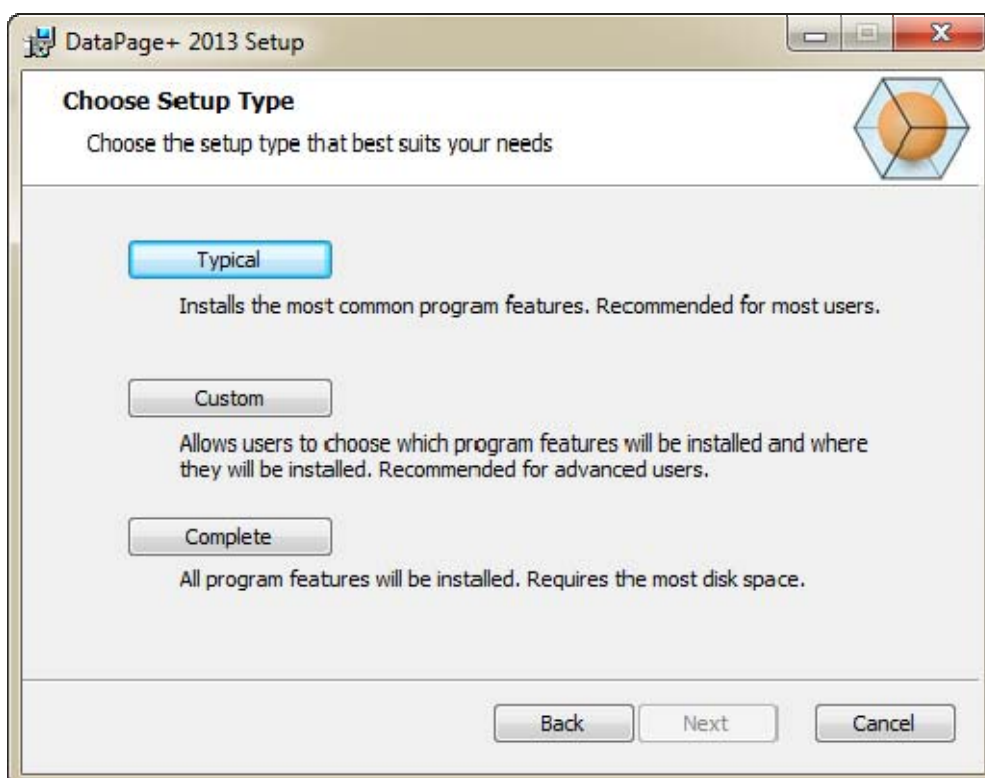 DataPage+ 2013 Setup
Choose Setup Type
Choose the setup type that best suits your needs
Typical
Installs the most common program features. Recommended for most users.
Custom
Allows users to choose which program features will be installed and where
they will be installed. Recommended for advanced users.
Complete
All program features will be installed. Requires the most disk space.
Back Next Cancel